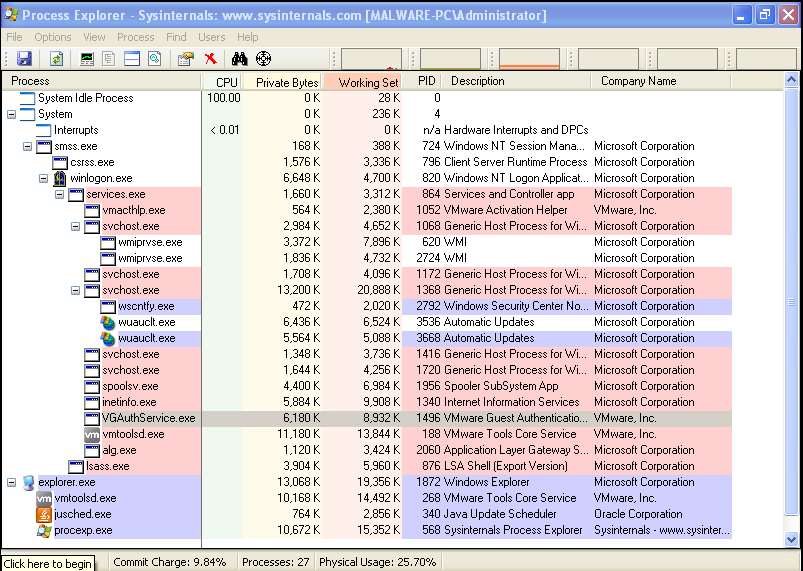 Process Explorer - Sysinternals: www.sysinternals.com [MALWARE-PC\Administrator]
File Options View Process Find Users Help
Process CPU Private Bytes Working Set PID Description Company Name
System Idle Process 100.00 0 K 28 K 0
System 0 K 236 K 4
Interrupts < 0.01 0 K 0 K n/a Hardware Interrupts and DPCs
smss.exe 168 K 388 K 724 Windows NT Session Mana... Microsoft Corporation
csrss.exe 1,576 K 3,336 K 796 Client Server Runtime Process Microsoft Corporation
winlogon.exe 6,648 K 4,700 K 820 Windows NT Logon Applicat... Microsoft Corporation
services.exe 1,660 K 3,312 K 864 Services and Controller app Microsoft Corporation
vmacthlp.exe 564 K 2,380 K 1052 VMware Activation Helper VMware, Inc.
svchost.exe 2,984 K 4,652 K 1068 Generic Host Process for Wi... Microsoft Corporation
wmiprvse.exe 3,372 K 7,896 K 620 WMI Microsoft Corporation
wmiprvse.exe 1,836 K 4,732 K 2724 WMI Microsoft Corporation
svchost.exe 1,708 K 4,096 K 1172 Generic Host Process for Wi... Microsoft Corporation
svchost.exe 13,200 K 20,888 K 1368 Generic Host Process for Wi... Microsoft Corporation
wscntfy.exe 472 K 2,020 K 2792 Windows Security Center No... Microsoft Corporation
wuauclt.exe 6,436 K 6,524 K 3536 Automatic Updates Microsoft Corporation
wuauclt.exe 5,564 K 5,088 K 3668 Automatic Updates Microsoft Corporation
svchost.exe 1,348 K 3,736 K 1416 Generic Host Process for Wi... Microsoft Corporation
svchost.exe 1,644 K 4,256 K 1720 Generic Host Process for Wi... Microsoft Corporation
spoolsv.exe 4,400 K 6,984 K 1956 Spooler SubSystem App Microsoft Corporation
inetinfo.exe 5,884 K 9,908 K 1340 Internet Information Services Microsoft Corporation
VGAuthService.exe 6,180 K 8,932 K 1496 VMware Guest Authenticatio... VMware, Inc.
vm vmtoolsd.exe 11,180 K 13,844 K 188 VMware Tools Core Service VMware, Inc.
alg.exe 1,120 K 3,424 K 2060 Application Layer Gateway S... Microsoft Corporation
lsass.exe 3,904 K 5,960 K 876 LSA Shell (Export Version) Microsoft Corporation
explorer.exe 13,068 K 19,356 K 1872 Windows Explorer Microsoft Corporation
vm vmtoolsd.exe 10,168 K 14,492 K 268 VMware Tools Core Service VMware, Inc.
jusched.exe 764 K 2,856 K 340 Java Update Scheduler Oracle Corporation
procexp.exe 10,672 K 15,352 K 568 Sysinternals Process Explorer Sysinternals - www.sysinter...
Click here to begin Commit Charge: 9.84% Processes: 27 Physical Usage: 25.70%